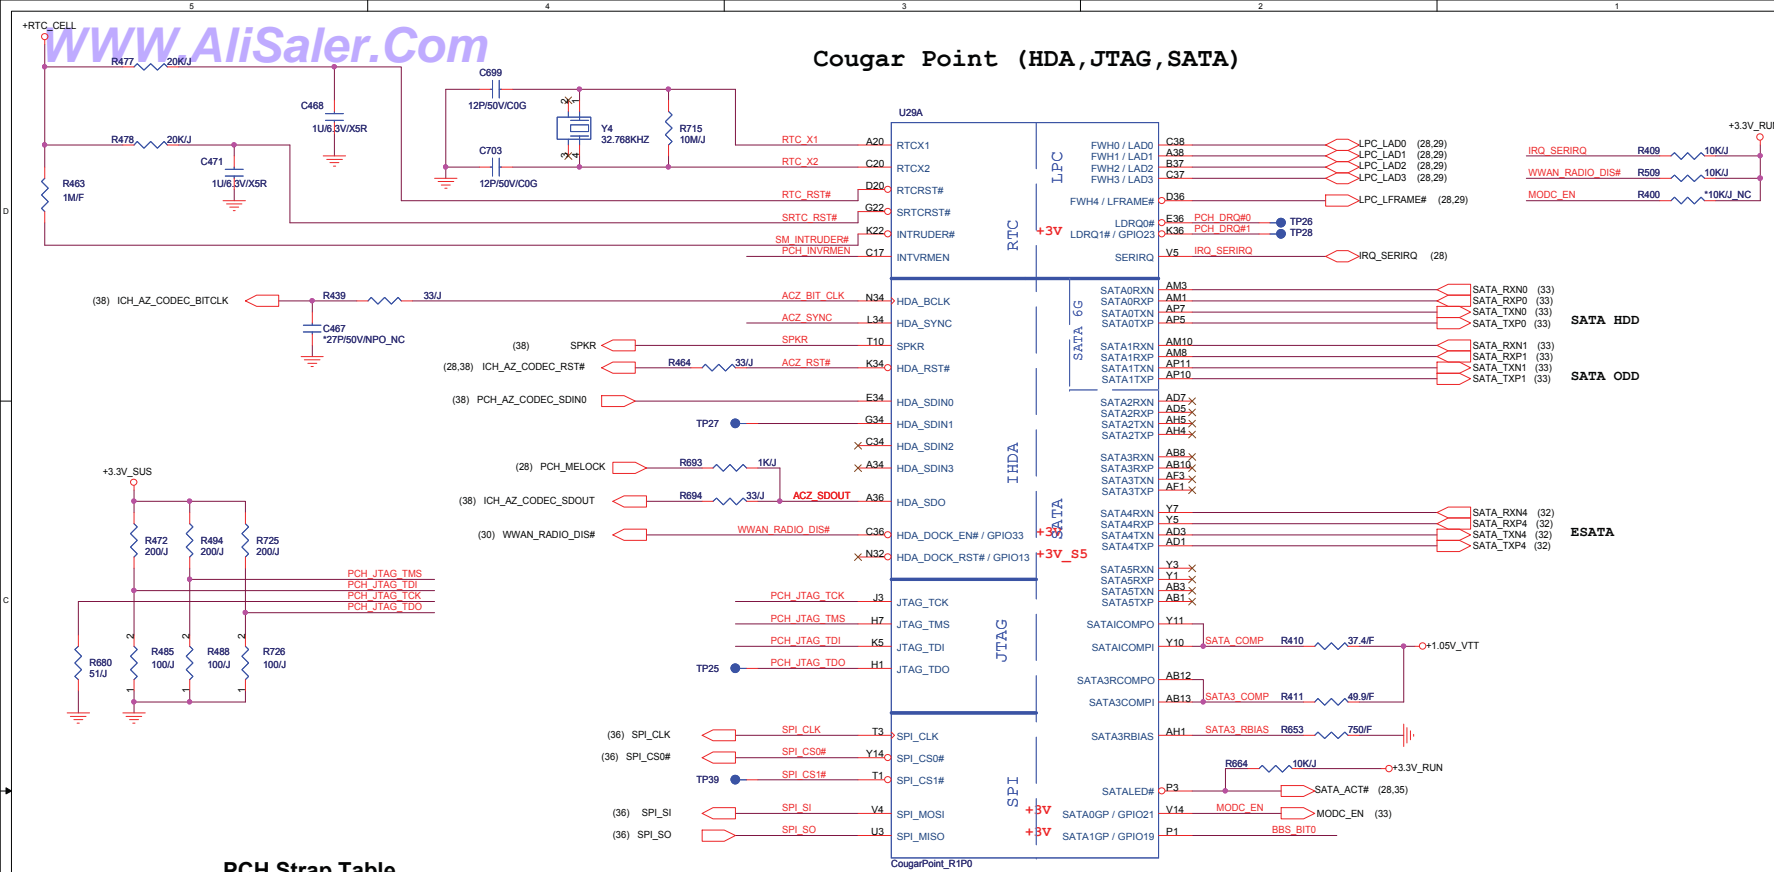 5 4 3 2 1
+RTC_CELL
WWW.AliSaler.Com
Cougar Point (HDA,JTAG,SATA)
R477 20K/J
C468
1U/6.3V/X5R
R478 20K/J
C471
1U/6.3V/X5R
R463
1M/F
C699
12P/50V/C0G
2 1
Y4
32.768KHZ
3 4
R715
10M/J
C703
12P/50V/C0G
U29A
RTC_X1 A20 RTCX1
RTC_X2 C20 RTCX2
RTC_RST# D20 RTCRST#
SRTC_RST# G22 SRTCRST#
SM_INTRUDER# K22 INTRUDER#
PCH_INVRMEN C17 INTVRMEN
RTC
LPC
+3V
FWH0 / LAD0 C38 LPC_LAD0 (28,29)
FWH1 / LAD1 A38 LPC_LAD1 (28,29)
FWH2 / LAD2 B37 LPC_LAD2 (28,29)
FWH3 / LAD3 C37 LPC_LAD3 (28,29)
FWH4 / LFRAME# D36 LPC_LFRAME# (28,29)
LDRQ0# E36 PCH_DRQ#0 TP26
LDRQ1# / GPIO23 K36 PCH_DRQ#1 TP28
SERIRQ V5 IRQ_SERIRQ IRQ_SERIRQ (28)
+3.3V_RUN
IRQ_SERIRQ R409 10K/J
WWAN_RADIO_DIS# R509 10K/J
MODC_EN R400 *10K/J_NC
D
(38) ICH_AZ_CODEC_BITCLK R439 33/J ACZ_BIT_CLK N34 HDA_BCLK
C467
*27P/50V/NPO_NC
ACZ_SYNC L34 HDA_SYNC
(38) SPKR SPKR T10 SPKR
(28,38) ICH_AZ_CODEC_RST# R464 33/J ACZ_RST# K34 HDA_RST#
(38) PCH_AZ_CODEC_SDIN0 E34 HDA_SDIN0
TP27 G34 HDA_SDIN1
C34 HDA_SDIN2
A34 HDA_SDIN3
(28) PCH_MELOCK R693 1K/J
(38) ICH_AZ_CODEC_SDOUT R694 33/J ACZ_SDOUT A36 HDA_SDO
(30) WWAN_RADIO_DIS# WWAN_RADIO_DIS# C36 HDA_DOCK_EN# / GPIO33 +3V
N32 HDA_DOCK_RST# / GPIO13 +3V_S5
IHDA
SATA 6G
SATA
SATA0RXN AM3 SATA_RXN0 (33)
SATA0RXP AM1 SATA_RXP0 (33)
SATA0TXN AP7 SATA_TXN0 (33)
SATA0TXP AP5 SATA_TXP0 (33)
SATA HDD
SATA1RXN AM10 SATA_RXN1 (33)
SATA1RXP AM8 SATA_RXP1 (33)
SATA1TXN AP11 SATA_TXN1 (33)
SATA1TXP AP10 SATA_TXP1 (33)
SATA ODD
SATA2RXN AD7
SATA2RXP AD5
SATA2TXN AH5
SATA2TXP AH4
SATA3RXN AB8
SATA3RXP AB10
SATA3TXN AF3
SATA3TXP AF1
SATA4RXN Y7 SATA_RXN4 (32)
SATA4RXP Y5 SATA_RXP4 (32)
SATA4TXN AD3 SATA_TXN4 (32)
SATA4TXP AD1 SATA_TXP4 (32)
ESATA
SATA5RXN Y3
SATA5RXP Y1
SATA5TXN AB3
SATA5TXP AB1
+3.3V_SUS
R472
200/J
R494
200/J
R725
200/J
PCH_JTAG_TMS
PCH_JTAG_TDI
PCH_JTAG_TCK
PCH_JTAG_TDO
C
2 2
R680
51/J
R485
100/J
R488
100/J
R726
100/J
1 1
PCH_JTAG_TCK J3 JTAG_TCK
PCH_JTAG_TMS H7 JTAG_TMS
PCH_JTAG_TDI K5 JTAG_TDI
TP25 PCH_JTAG_TDO H1 JTAG_TDO
JTAG
SATAICOMPO Y11
SATAICOMPI Y10 SATA_COMP R410 37.4/F +1.05V_VTT
SATA3RCOMPO AB12
SATA3COMPI AB13 SATA3_COMP R411 49.9/F
SATA3RBIAS AH1 SATA3_RBIAS R653 750/F
(36) SPI_CLK SPI_CLK T3 SPI_CLK
(36) SPI_CS0# SPI_CS0# Y14 SPI_CS0#
TP39 SPI_CS1# T1 SPI_CS1#
(36) SPI_SI SPI_SI V4 SPI_MOSI
(36) SPI_SO SPI_SO U3 SPI_MISO
SPI
R664 10K/J +3.3V_RUN
SATALED# P3 SATA_ACT# (28,35)
+3V SATA0GP / GPIO21 V14 MODC_EN MODC_EN (33)
+3V SATA1GP / GPIO19 P1 BBS_BIT0
CougarPoint_R1P0
PCH Strap Table